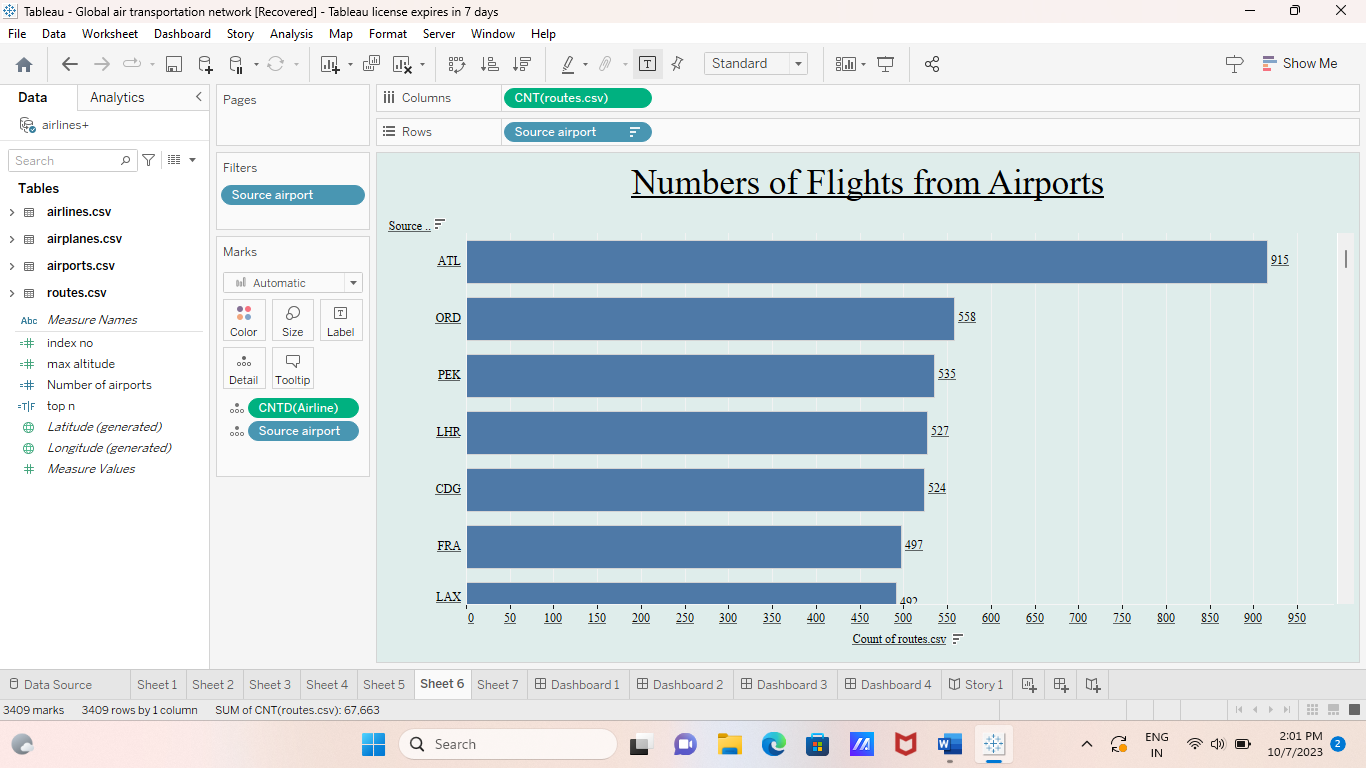 Tableau - Global air transportation network [Recovered] - Tableau license expires in 7 days
File Data Worksheet Dashboard Story Analysis Map Format Server Window Help
Standard
Show Me
Data Analytics
airlines+
Search
Tables
airlines.csv
airplanes.csv
airports.csv
routes.csv
Abc Measure Names
index no
max altitude
Number of airports
T|F top n
Latitude (generated)
Longitude (generated)
Measure Values
Pages
Filters
Source airport
Marks
Automatic
Color Size Label
Detail Tooltip
CNTD(Airline)
Source airport
Columns CNT(routes.csv)
Rows Source airport
Numbers of Flights from Airports
Source ..
ATL 915
ORD 558
PEK 535
LHR 527
CDG 524
FRA 497
LAX 492
0 50 100 150 200 250 300 350 400 450 500 550 600 650 700 750 800 850 900 950
Count of routes.csv
Data Source Sheet 1 Sheet 2 Sheet 3 Sheet 4 Sheet 5 Sheet 6 Sheet 7 Dashboard 1 Dashboard 2 Dashboard 3 Dashboard 4 Story 1
3409 marks 3409 rows by 1 column SUM of CNT(routes.csv): 67,663
Search
ENG
IN
2:01 PM
10/7/2023
2